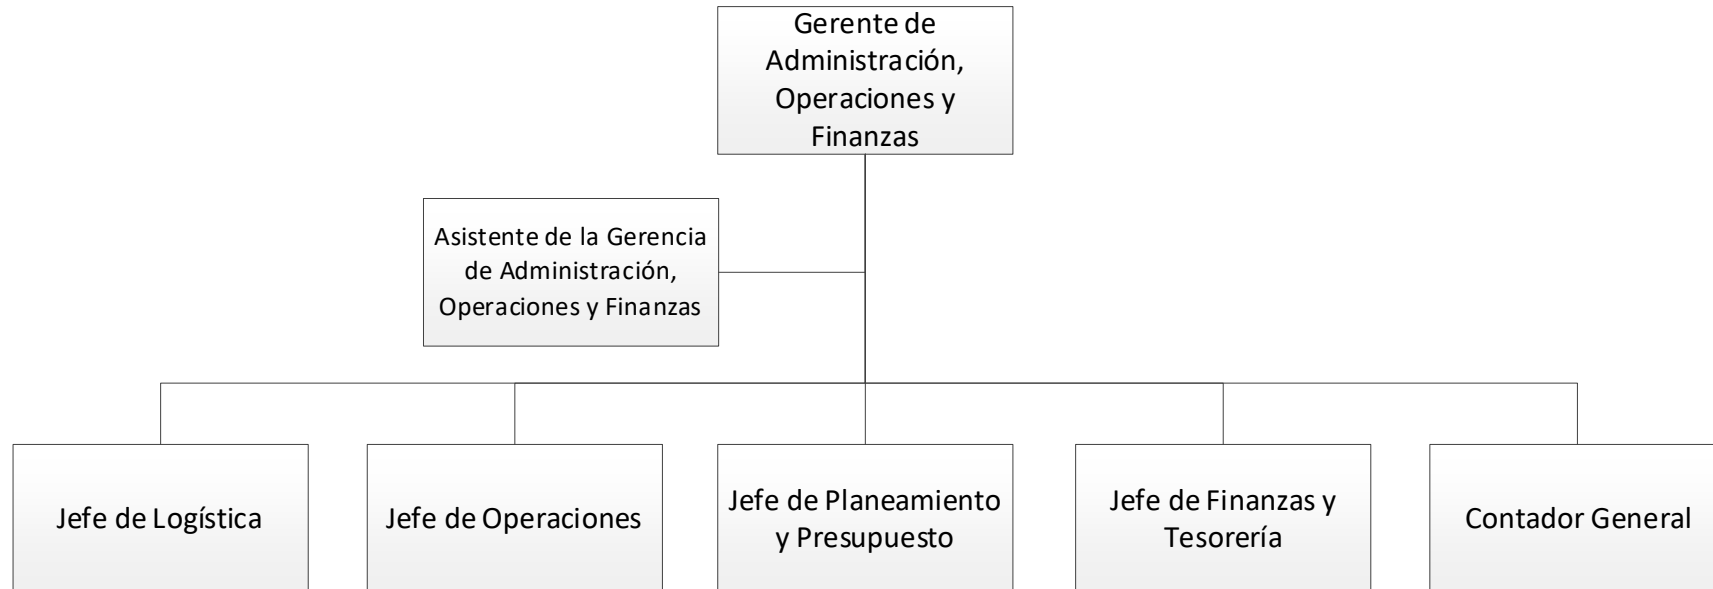 Gerente de
Administración,
Operaciones y
Finanzas
Asistente de la Gerencia
de Administración,
Operaciones y Finanzas
Jefe de Logística
Jefe de Operaciones
Jefe de Planeamiento
y Presupuesto
Jefe de Finanzas y
Tesorería
Contador General